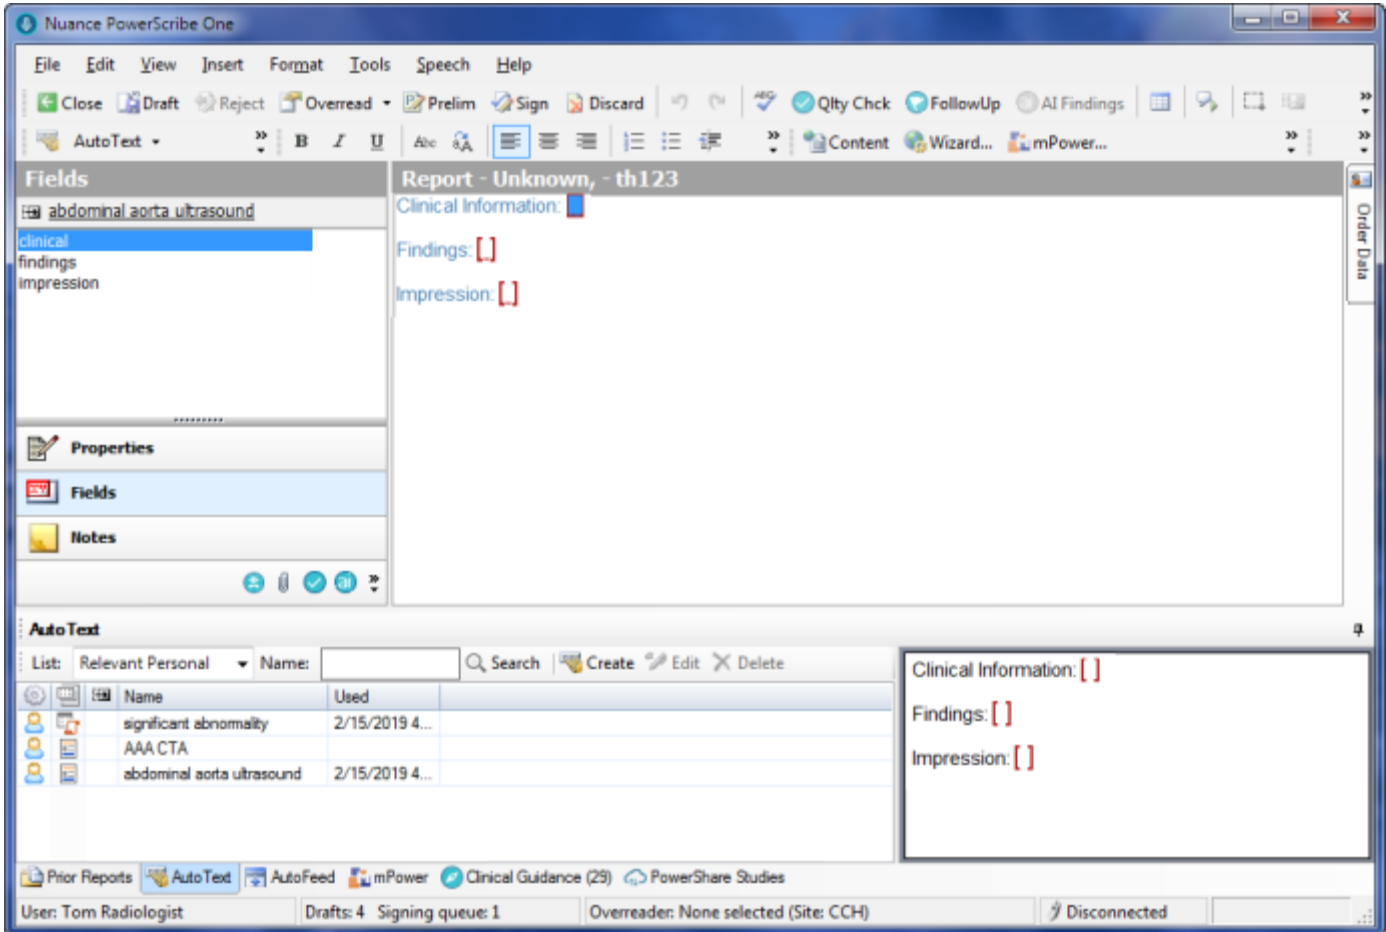 Nuance PowerScribe One
File Edit View Insert Format Tools Speech Help
Close Draft Reject Overread Prelim Sign Discard ABC Qlty Chck FollowUp AI Findings
AutoText B I U Abc Content Wizard... mPower...
Fields
abdominal aorta ultrasound
clinical
findings
impression
Properties
Fields
Notes
Report - Unknown, - th123
Clinical Information:
Findings: [ ]
Impression: [ ]
Order Data
AutoText
List: Relevant Personal Name: Search Create Edit Delete
Name Used
significant abnormality 2/15/2019 4...
AAA CTA
abdominal aorta ultrasound 2/15/2019 4...
Clinical Information: [ ]
Findings: [ ]
Impression: [ ]
Prior Reports AutoText AutoFeed mPower Clinical Guidance (29) PowerShare Studies
User: Tom Radiologist Drafts: 4 Signing queue: 1 Overreader: None selected (Site: CCH) Disconnected